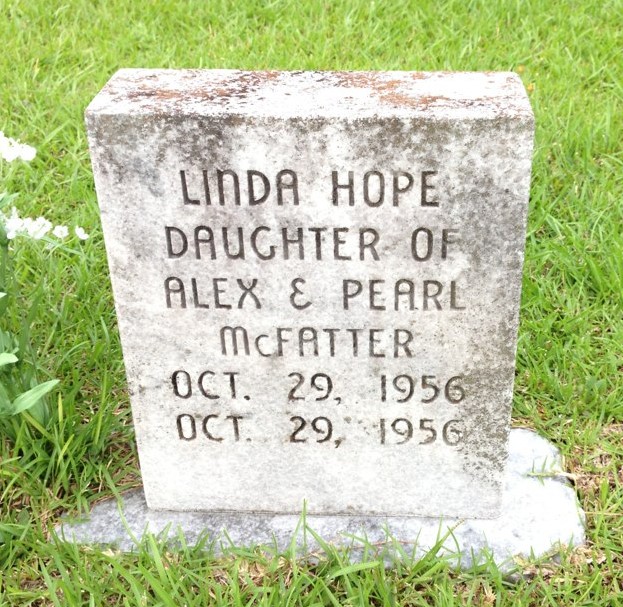 LINDA HOPE
DAUGHTER OF
ALEX & PEARL
McFATTER
OCT. 29, 1956
OCT. 29, 1956